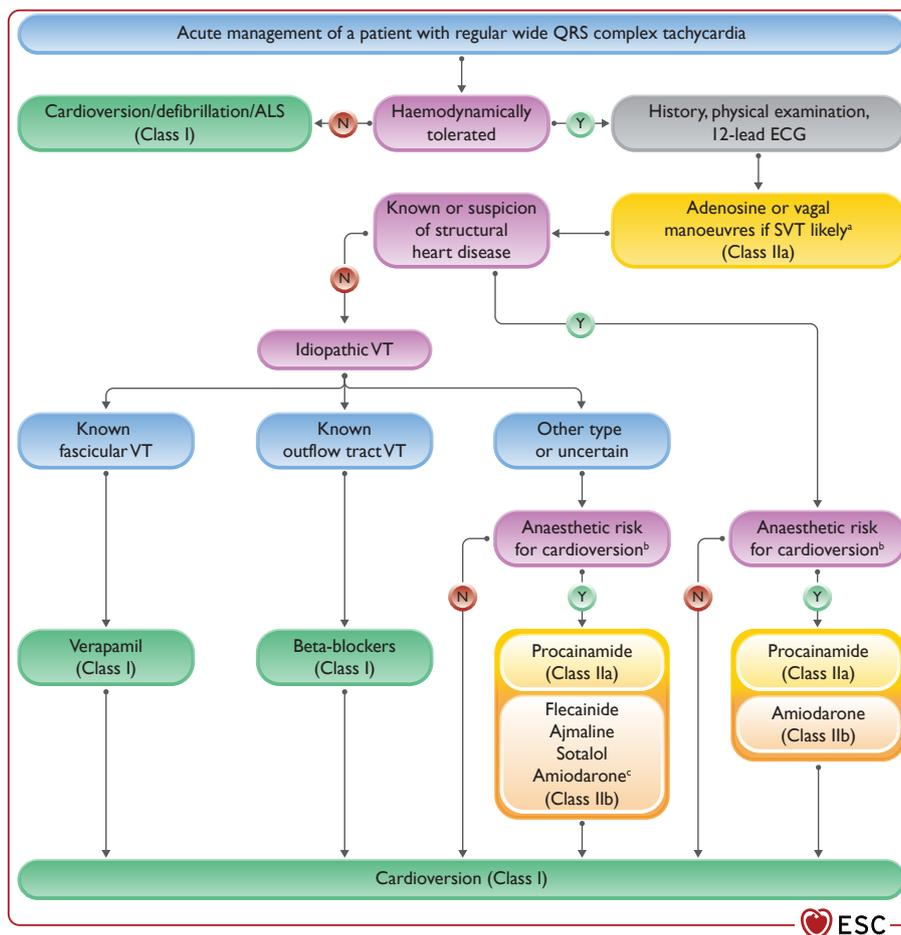 Acute management of a patient with regular wide QRS complex tachycardia
Cardioversion/defibrillation/ALS
(Class I)
N
Haemodynamically
tolerated
Y
History, physical examination,
12-lead ECG
Known or suspicion
of structural
heart disease
Adenosine or vagal
manoeuvres if SVT likelyᵃ
(Class IIa)
N
Y
Idiopathic VT
Known
fascicular VT
Known
outflow tract VT
Other type
or uncertain
Anaesthetic risk
for cardioversionᵇ
Anaesthetic risk
for cardioversionᵇ
N
Y
N
Y
Verapamil
(Class I)
Beta-blockers
(Class I)
Procainamide
(Class IIa)
Flecainide
Ajmaline
Sotalol
Amiodaroneᶜ
(Class IIb)
Procainamide
(Class IIa)
Amiodarone
(Class IIb)
Cardioversion (Class I)
ESC